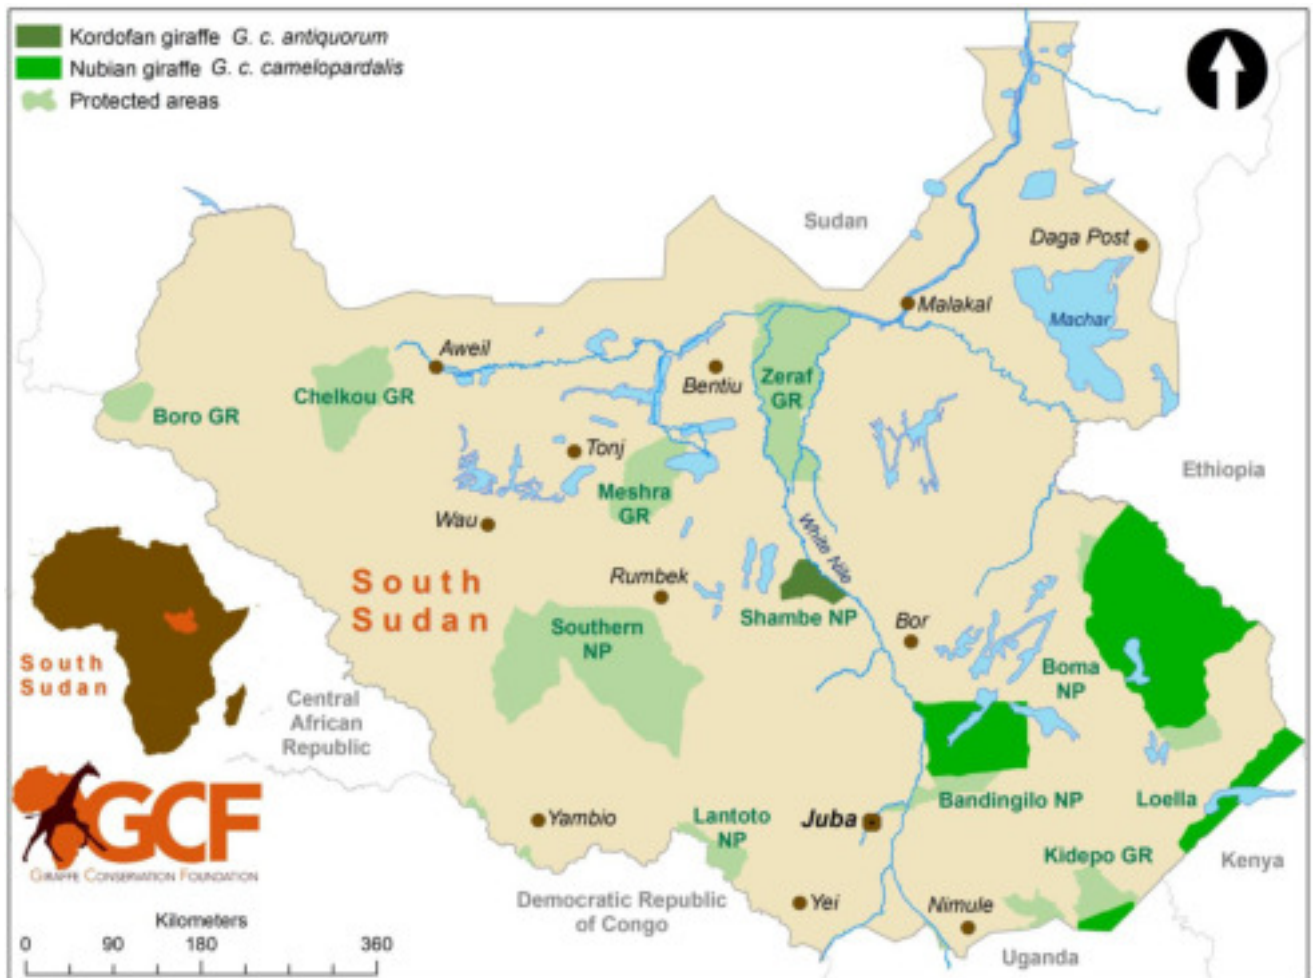 Kordofan giraffe G. c. antiquorum
Nubian giraffe G. c. camelopardalis
Protected areas
Sudan
Daga Post
Malakal
Machar
Aweil
Bentiu
Zeraf
GR
Chelkou GR
Boro GR
Tonj
Meshra
GR
Ethiopia
Wau
White Nile
South
Sudan
Rumbek
Shambe NP
Bor
Southern
NP
Boma
NP
South
Sudan
Central
African
Republic
Bandingilo NP
Loella
Yambio
Lantoto
NP
Juba
Kidepo GR
Kenya
GCF
GIRAFFE CONSERVATION FOUNDATION
Democratic Republic
of Congo
Yei
Nimule
Uganda
Kilometers
0 90 180 360